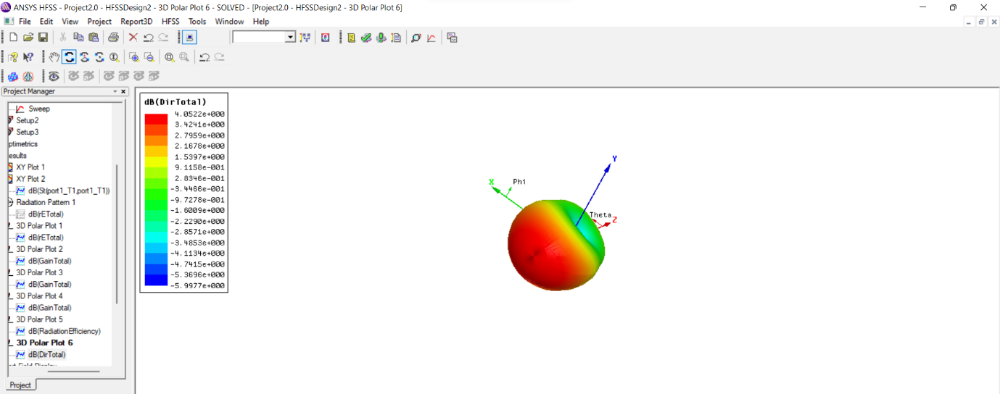 ANSYS HFSS - Project2.0 - HFSSDesign2 - 3D Polar Plot 6 - SOLVED - [Project2.0 - HFSSDesign2 - 3D Polar Plot 6]
File Edit View Project Report3D HFSS Tools Window Help
Project Manager
Sweep
Setup2
Setup3
ptimetrics
esults
XY Plot 1
XY Plot 2
dB(St(port1_T1,port1_T1))
Radiation Pattern 1
dB(rETotal)
3D Polar Plot 1
dB(rETotal)
3D Polar Plot 2
dB(GainTotal)
3D Polar Plot 3
dB(GainTotal)
3D Polar Plot 4
dB(GainTotal)
3D Polar Plot 5
dB(RadiationEfficiency)
3D Polar Plot 6
dB(DirTotal)
Project
dB(DirTotal)
4.0522e+000
3.4241e+000
2.7959e+000
2.1678e+000
1.5397e+000
9.1158e-001
2.8346e-001
-3.4466e-001
-9.7278e-001
-1.6009e+000
-2.2290e+000
-2.8571e+000
-3.4853e+000
-4.1134e+000
-4.7415e+000
-5.3696e+000
-5.9977e+000
Y
X
Phi
Theta
Z